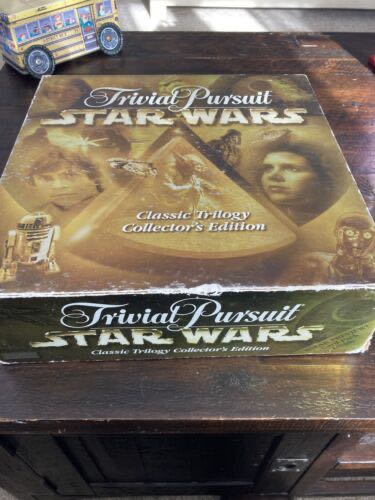 Trivial Pursuit
STAR WARS
Classic Trilogy
Collector's Edition
Trivial Pursuit
STAR WARS
Classic Trilogy Collector's Edition